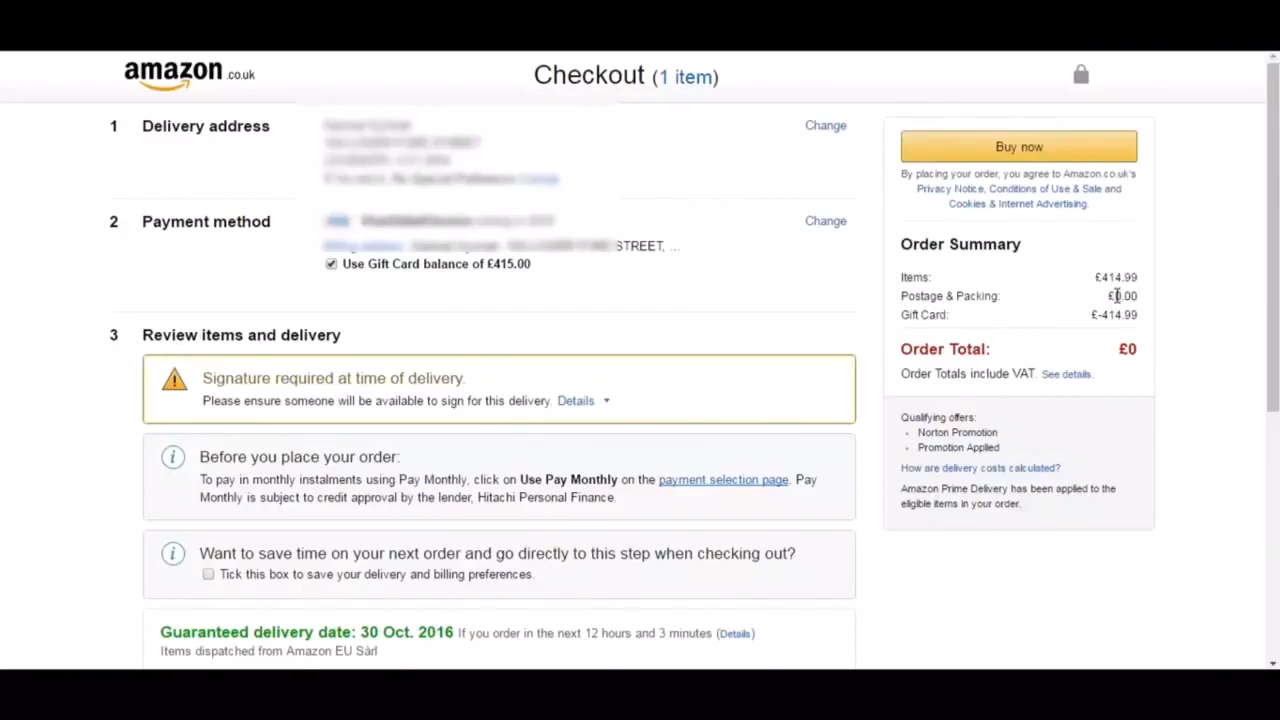 amazon.co.uk
Checkout (1 item)
1 Delivery address
Change
2 Payment method
Change
STREET, ...
Use Gift Card balance of £415.00
3 Review items and delivery
Signature required at time of delivery.
Please ensure someone will be available to sign for this delivery. Details
Before you place your order:
To pay in monthly instalments using Pay Monthly, click on Use Pay Monthly on the payment selection page. Pay
Monthly is subject to credit approval by the lender, Hitachi Personal Finance.
Want to save time on your next order and go directly to this step when checking out?
Tick this box to save your delivery and billing preferences.
Guaranteed delivery date: 30 Oct. 2016 If you order in the next 12 hours and 3 minutes (Details)
Items dispatched from Amazon EU Sàrl
Buy now
By placing your order, you agree to Amazon.co.uk's
Privacy Notice, Conditions of Use & Sale and
Cookies & Internet Advertising.
Order Summary
Items: £414.99
Postage & Packing: £0.00
Gift Card: £-414.99
Order Total: £0
Order Totals include VAT. See details.
Qualifying offers:
Norton Promotion
Promotion Applied
How are delivery costs calculated?
Amazon Prime Delivery has been applied to the
eligible items in your order.